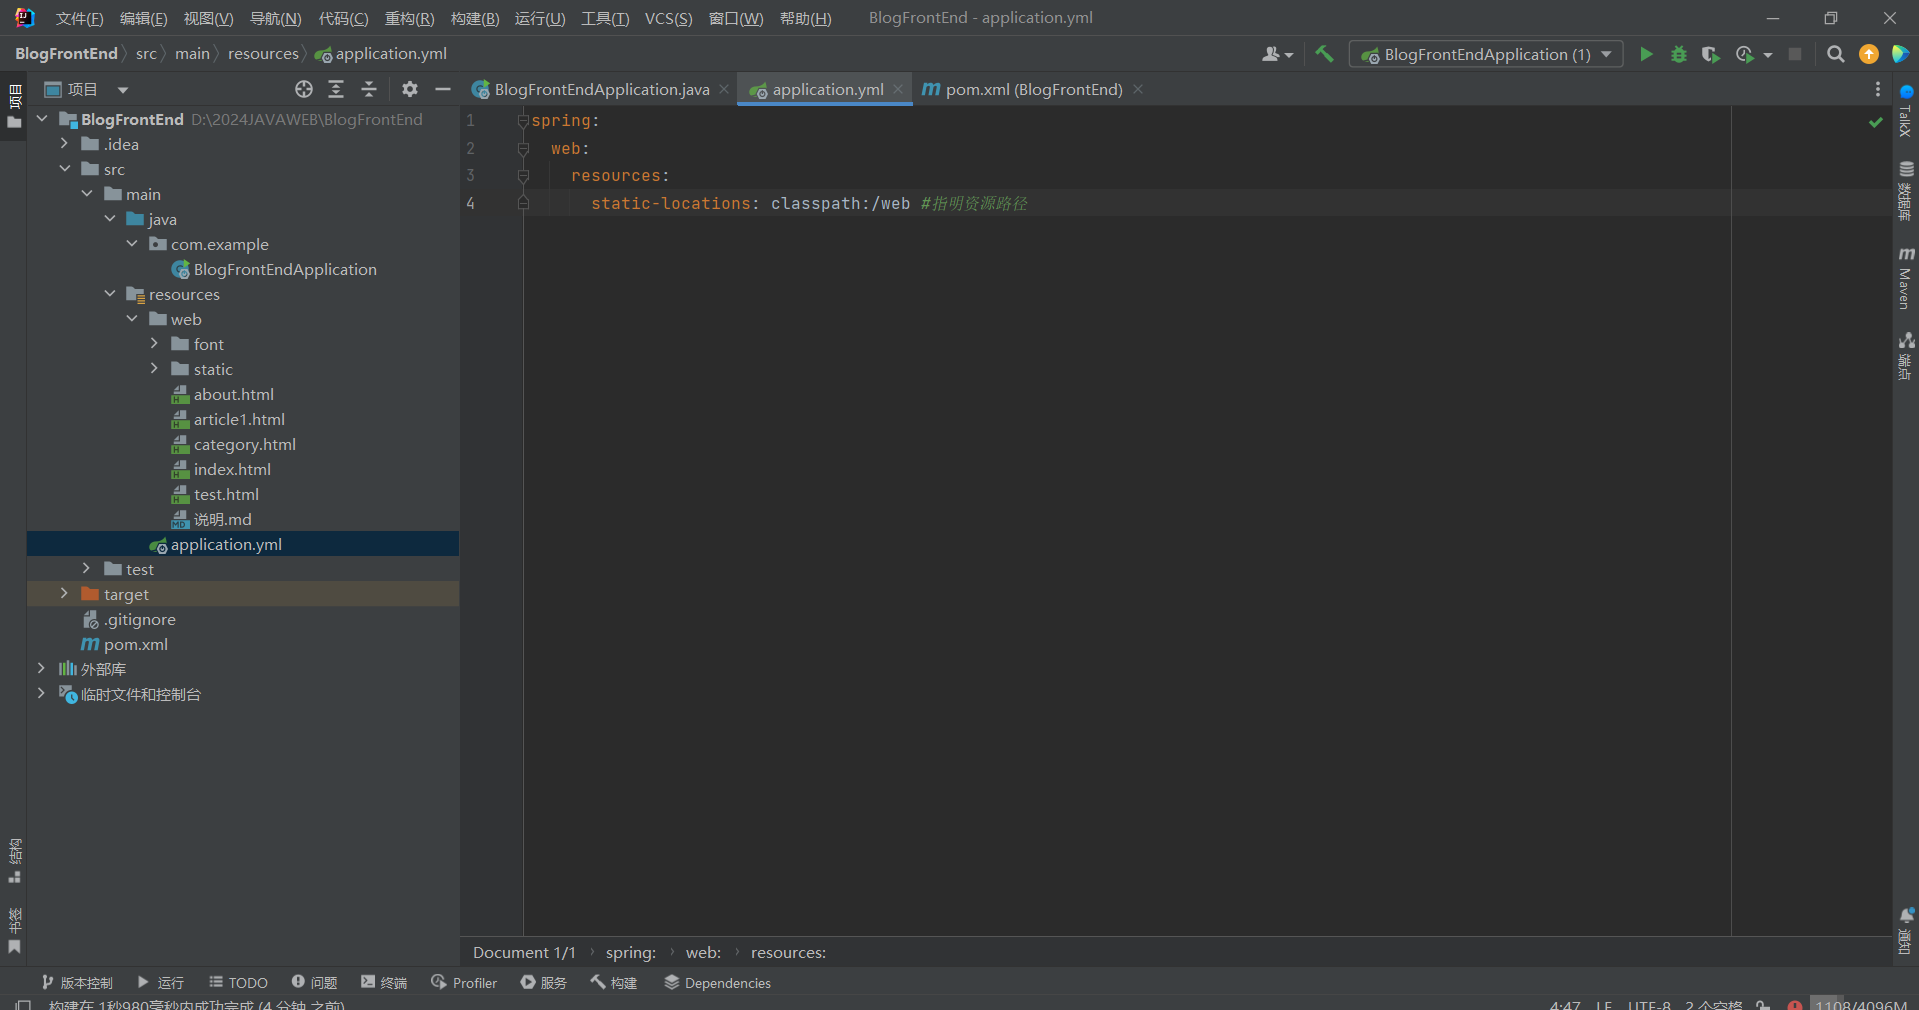 文件(F) 编辑(E) 视图(V) 导航(N) 代码(C) 重构(R) 构建(B) 运行(U) 工具(T) VCS(S) 窗口(W) 帮助(H) BlogFrontEnd - application.yml
BlogFrontEnd src main resources application.yml BlogFrontEndApplication (1)
项目
项目
BlogFrontEndApplication.java application.yml pom.xml (BlogFrontEnd)
BlogFrontEnd D:\2024JAVAWEB\BlogFrontEnd
.idea
src
main
java
com.example
BlogFrontEndApplication
resources
web
font
static
about.html
article1.html
category.html
index.html
test.html
说明.md
application.yml
test
target
.gitignore
pom.xml
外部库
临时文件和控制台
1 spring:
2 web:
3 resources:
4 static-locations: classpath:/web #指明资源路径
TalkX
数据库
Maven
端点
通知
结构
书签
Document 1/1 spring: web: resources:
版本控制 运行 TODO 问题 终端 Profiler 服务 构建 Dependencies
构建在 1秒980毫秒内成功完成 (4 分钟 之前) 4:47 LF UTF-8 2 个空格 1108/4096M